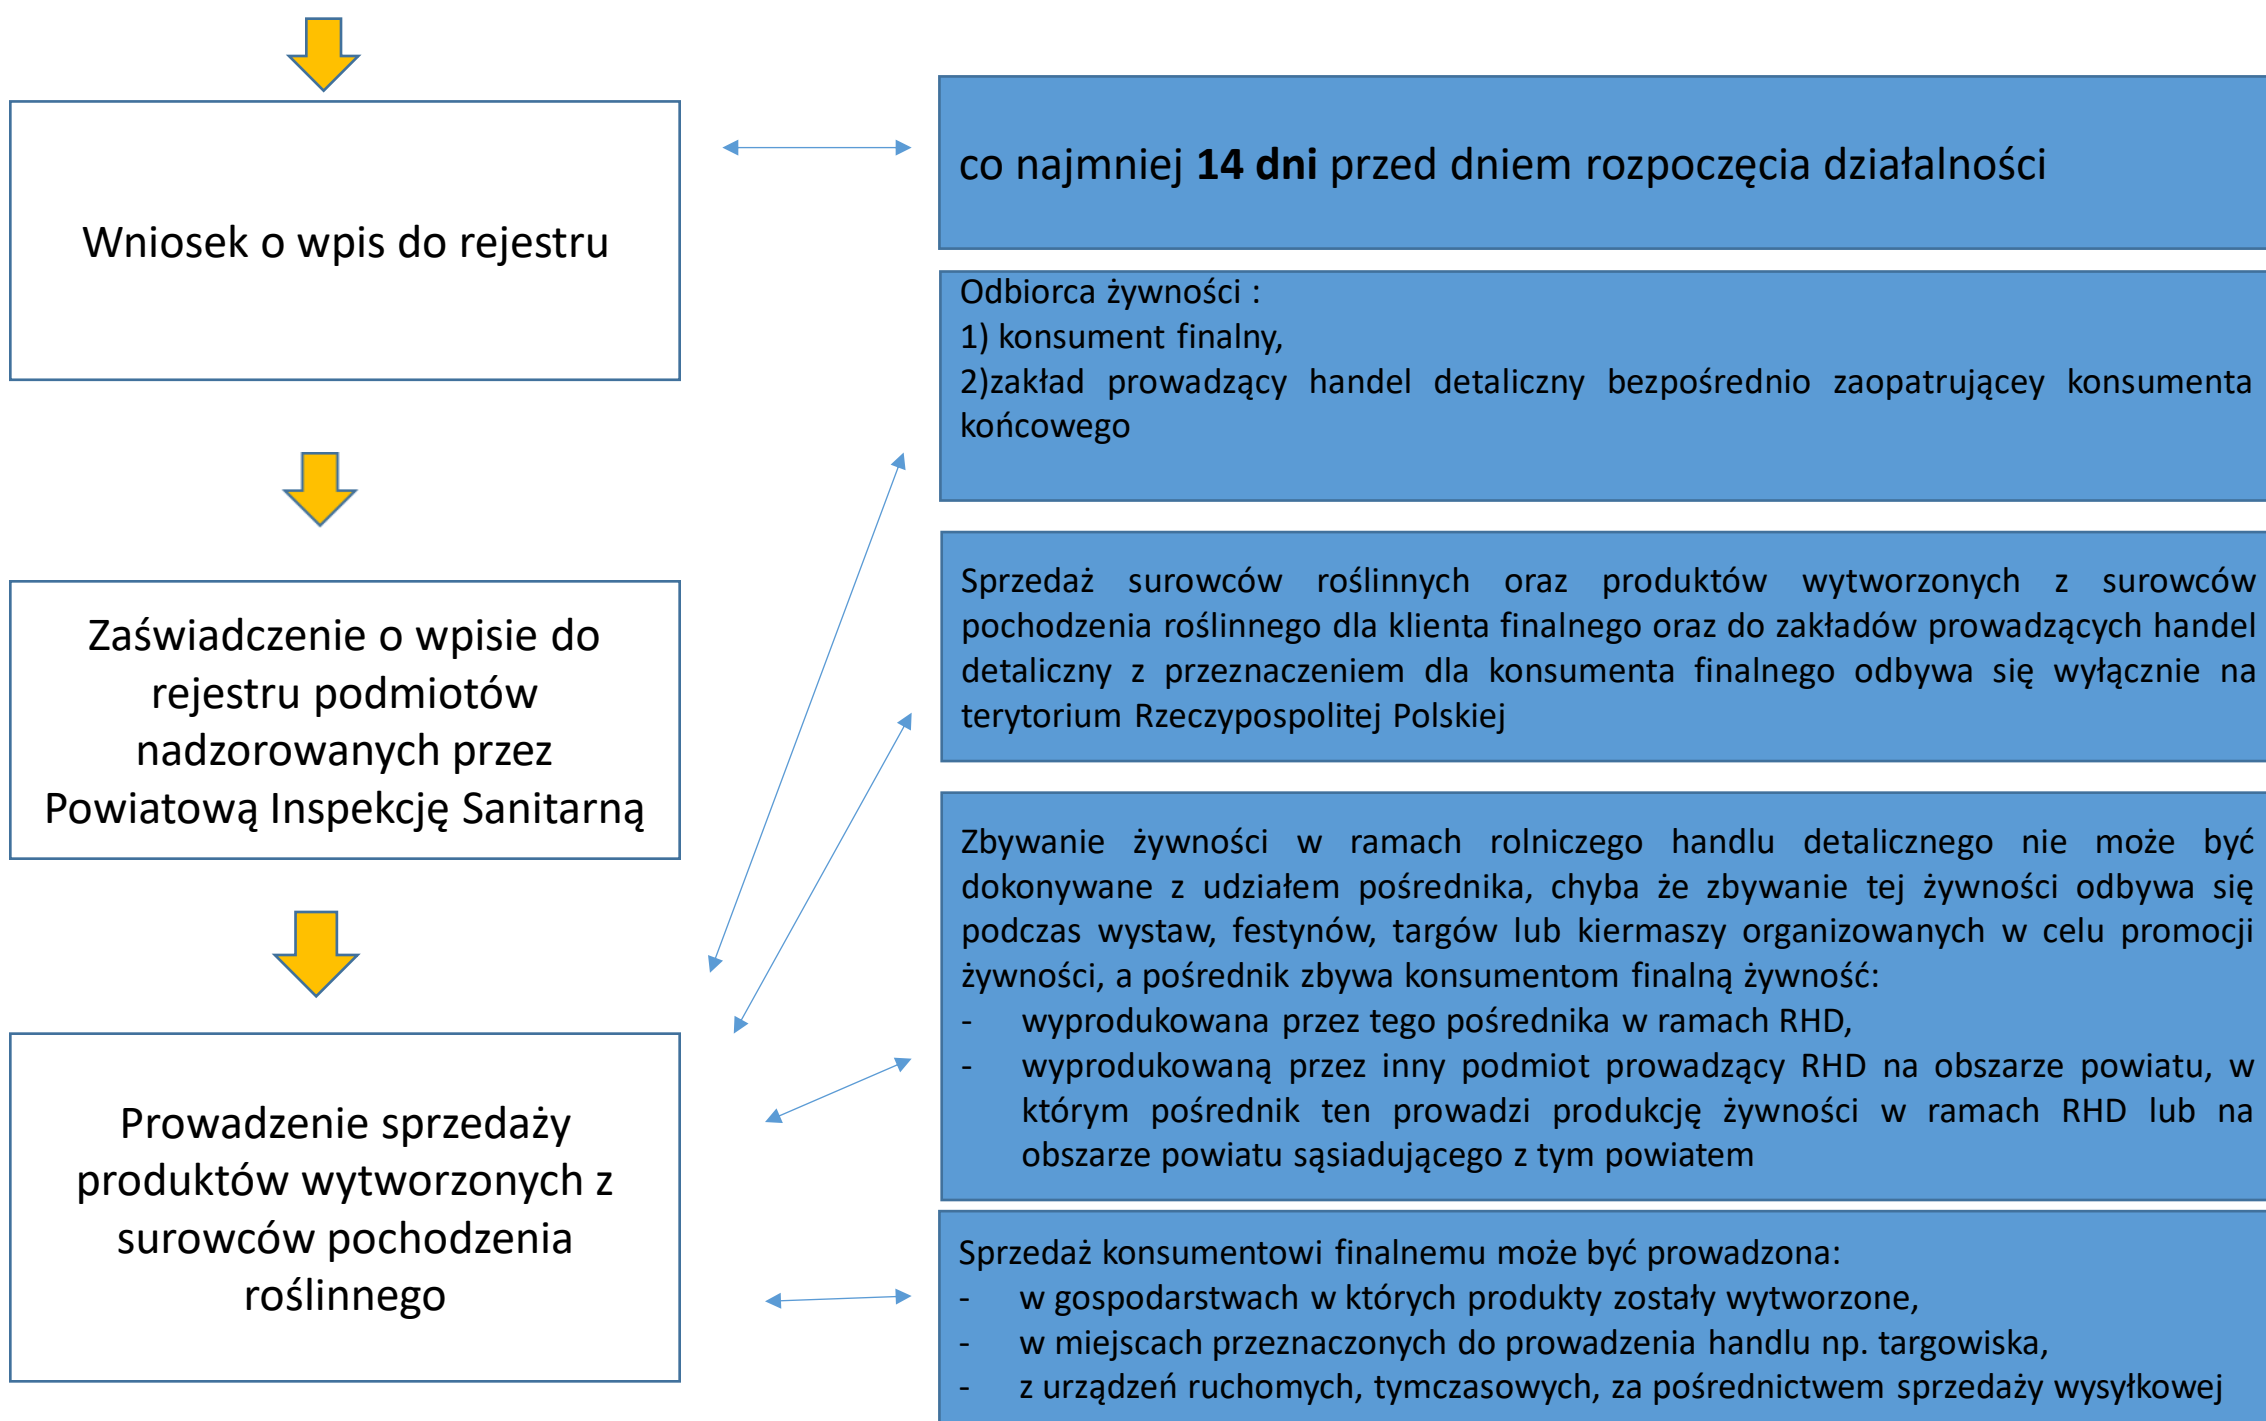 Wniosek o wpis do rejestru
co najmniej 14 dni przed dniem rozpoczęcia działalności
Odbiorca żywności :
1) konsument finalny,
2)zakład prowadzący handel detaliczny bezpośrednio zaopatrującey konsumenta
końcowego
Zaświadczenie o wpisie do
rejestru podmiotów
nadzorowanych przez
Powiatową Inspekcję Sanitarną
Sprzedaż surowców roślinnych oraz produktów wytworzonych z surowców
pochodzenia roślinnego dla klienta finalnego oraz do zakładów prowadzących handel
detaliczny z przeznaczeniem dla konsumenta finalnego odbywa się wyłącznie na
terytorium Rzeczypospolitej Polskiej
Zbywanie żywności w ramach rolniczego handlu detalicznego nie może być
dokonywane z udziałem pośrednika, chyba że zbywanie tej żywności odbywa się
podczas wystaw, festynów, targów lub kiermaszy organizowanych w celu promocji
żywności, a pośrednik zbywa konsumentom finalną żywność:
- wyprodukowana przez tego pośrednika w ramach RHD,
- wyprodukowaną przez inny podmiot prowadzący RHD na obszarze powiatu, w
którym pośrednik ten prowadzi produkcję żywności w ramach RHD lub na
obszarze powiatu sąsiadującego z tym powiatem
Prowadzenie sprzedaży
produktów wytworzonych z
surowców pochodzenia
roślinnego
Sprzedaż konsumentowi finalnemu może być prowadzona:
- w gospodarstwach w których produkty zostały wytworzone,
- w miejscach przeznaczonych do prowadzenia handlu np. targowiska,
- z urządzeń ruchomych, tymczasowych, za pośrednictwem sprzedaży wysyłkowej